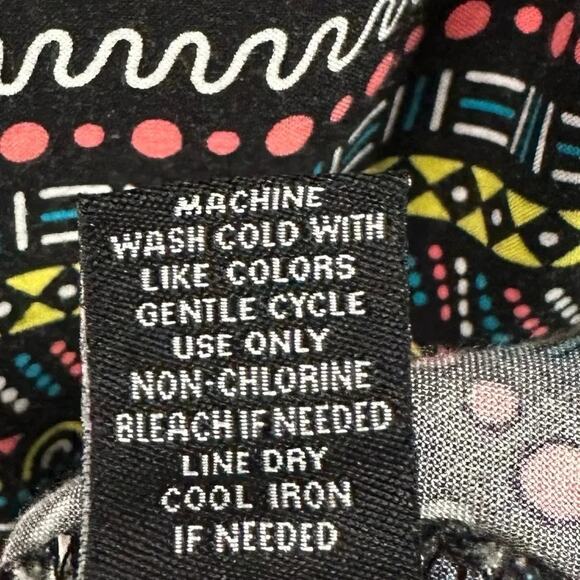 MACHINE
WASH COLD WITH
LIKE COLORS
GENTLE CYCLE
USE ONLY
NON-CHLORINE
BLEACH IF NEEDED
LINE DRY
COOL IRON
IF NEEDED